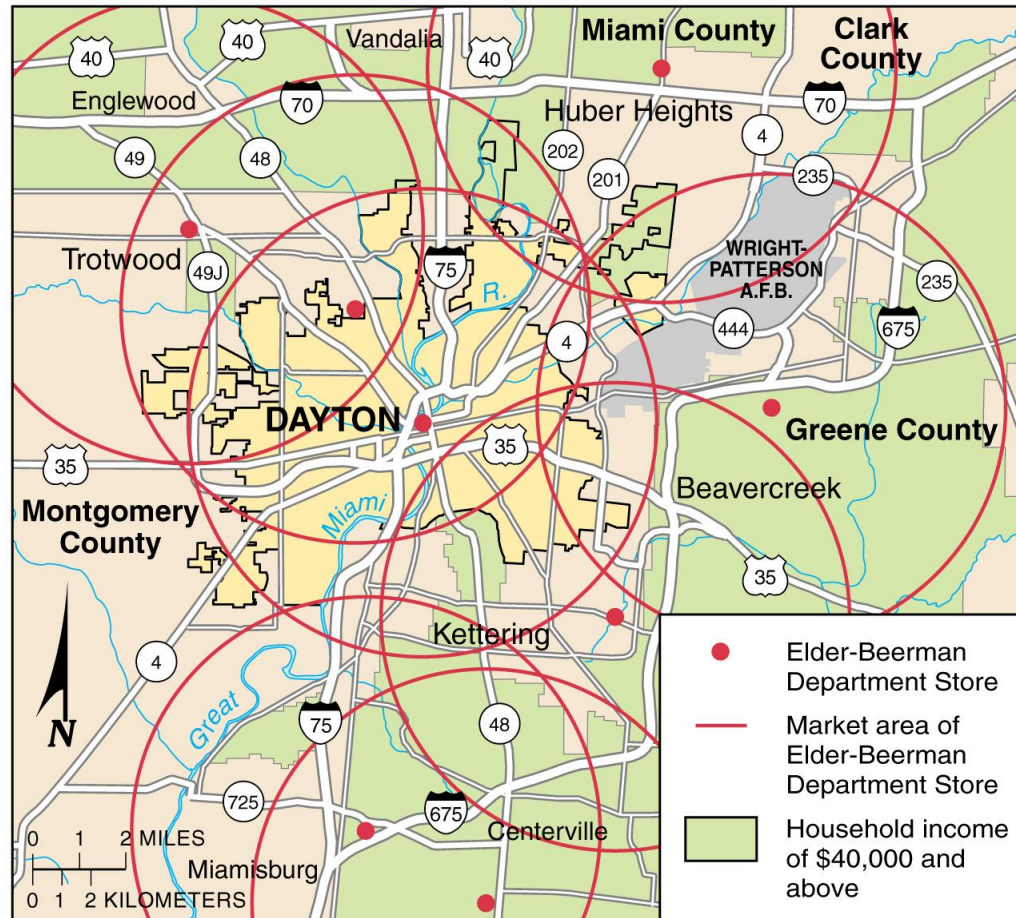 40
40
Vandalia
40
Miami County
Clark
County
Englewood
70
Huber Heights
70
4
49
48
202
201
235
Trotwood
49J
75
R.
WRIGHT-
PATTERSON
A.F.B.
235
444
675
4
DAYTON
35
Greene County
35
Beavercreek
Montgomery
County
Miami
35
Kettering
4
N
Great
75
48
725
675
Centerville
Miamisburg
0 1 2 MILES
0 1 2 KILOMETERS
Elder-Beerman
Department Store
Market area of
Elder-Beerman
Department Store
Household income
of $40,000 and
above